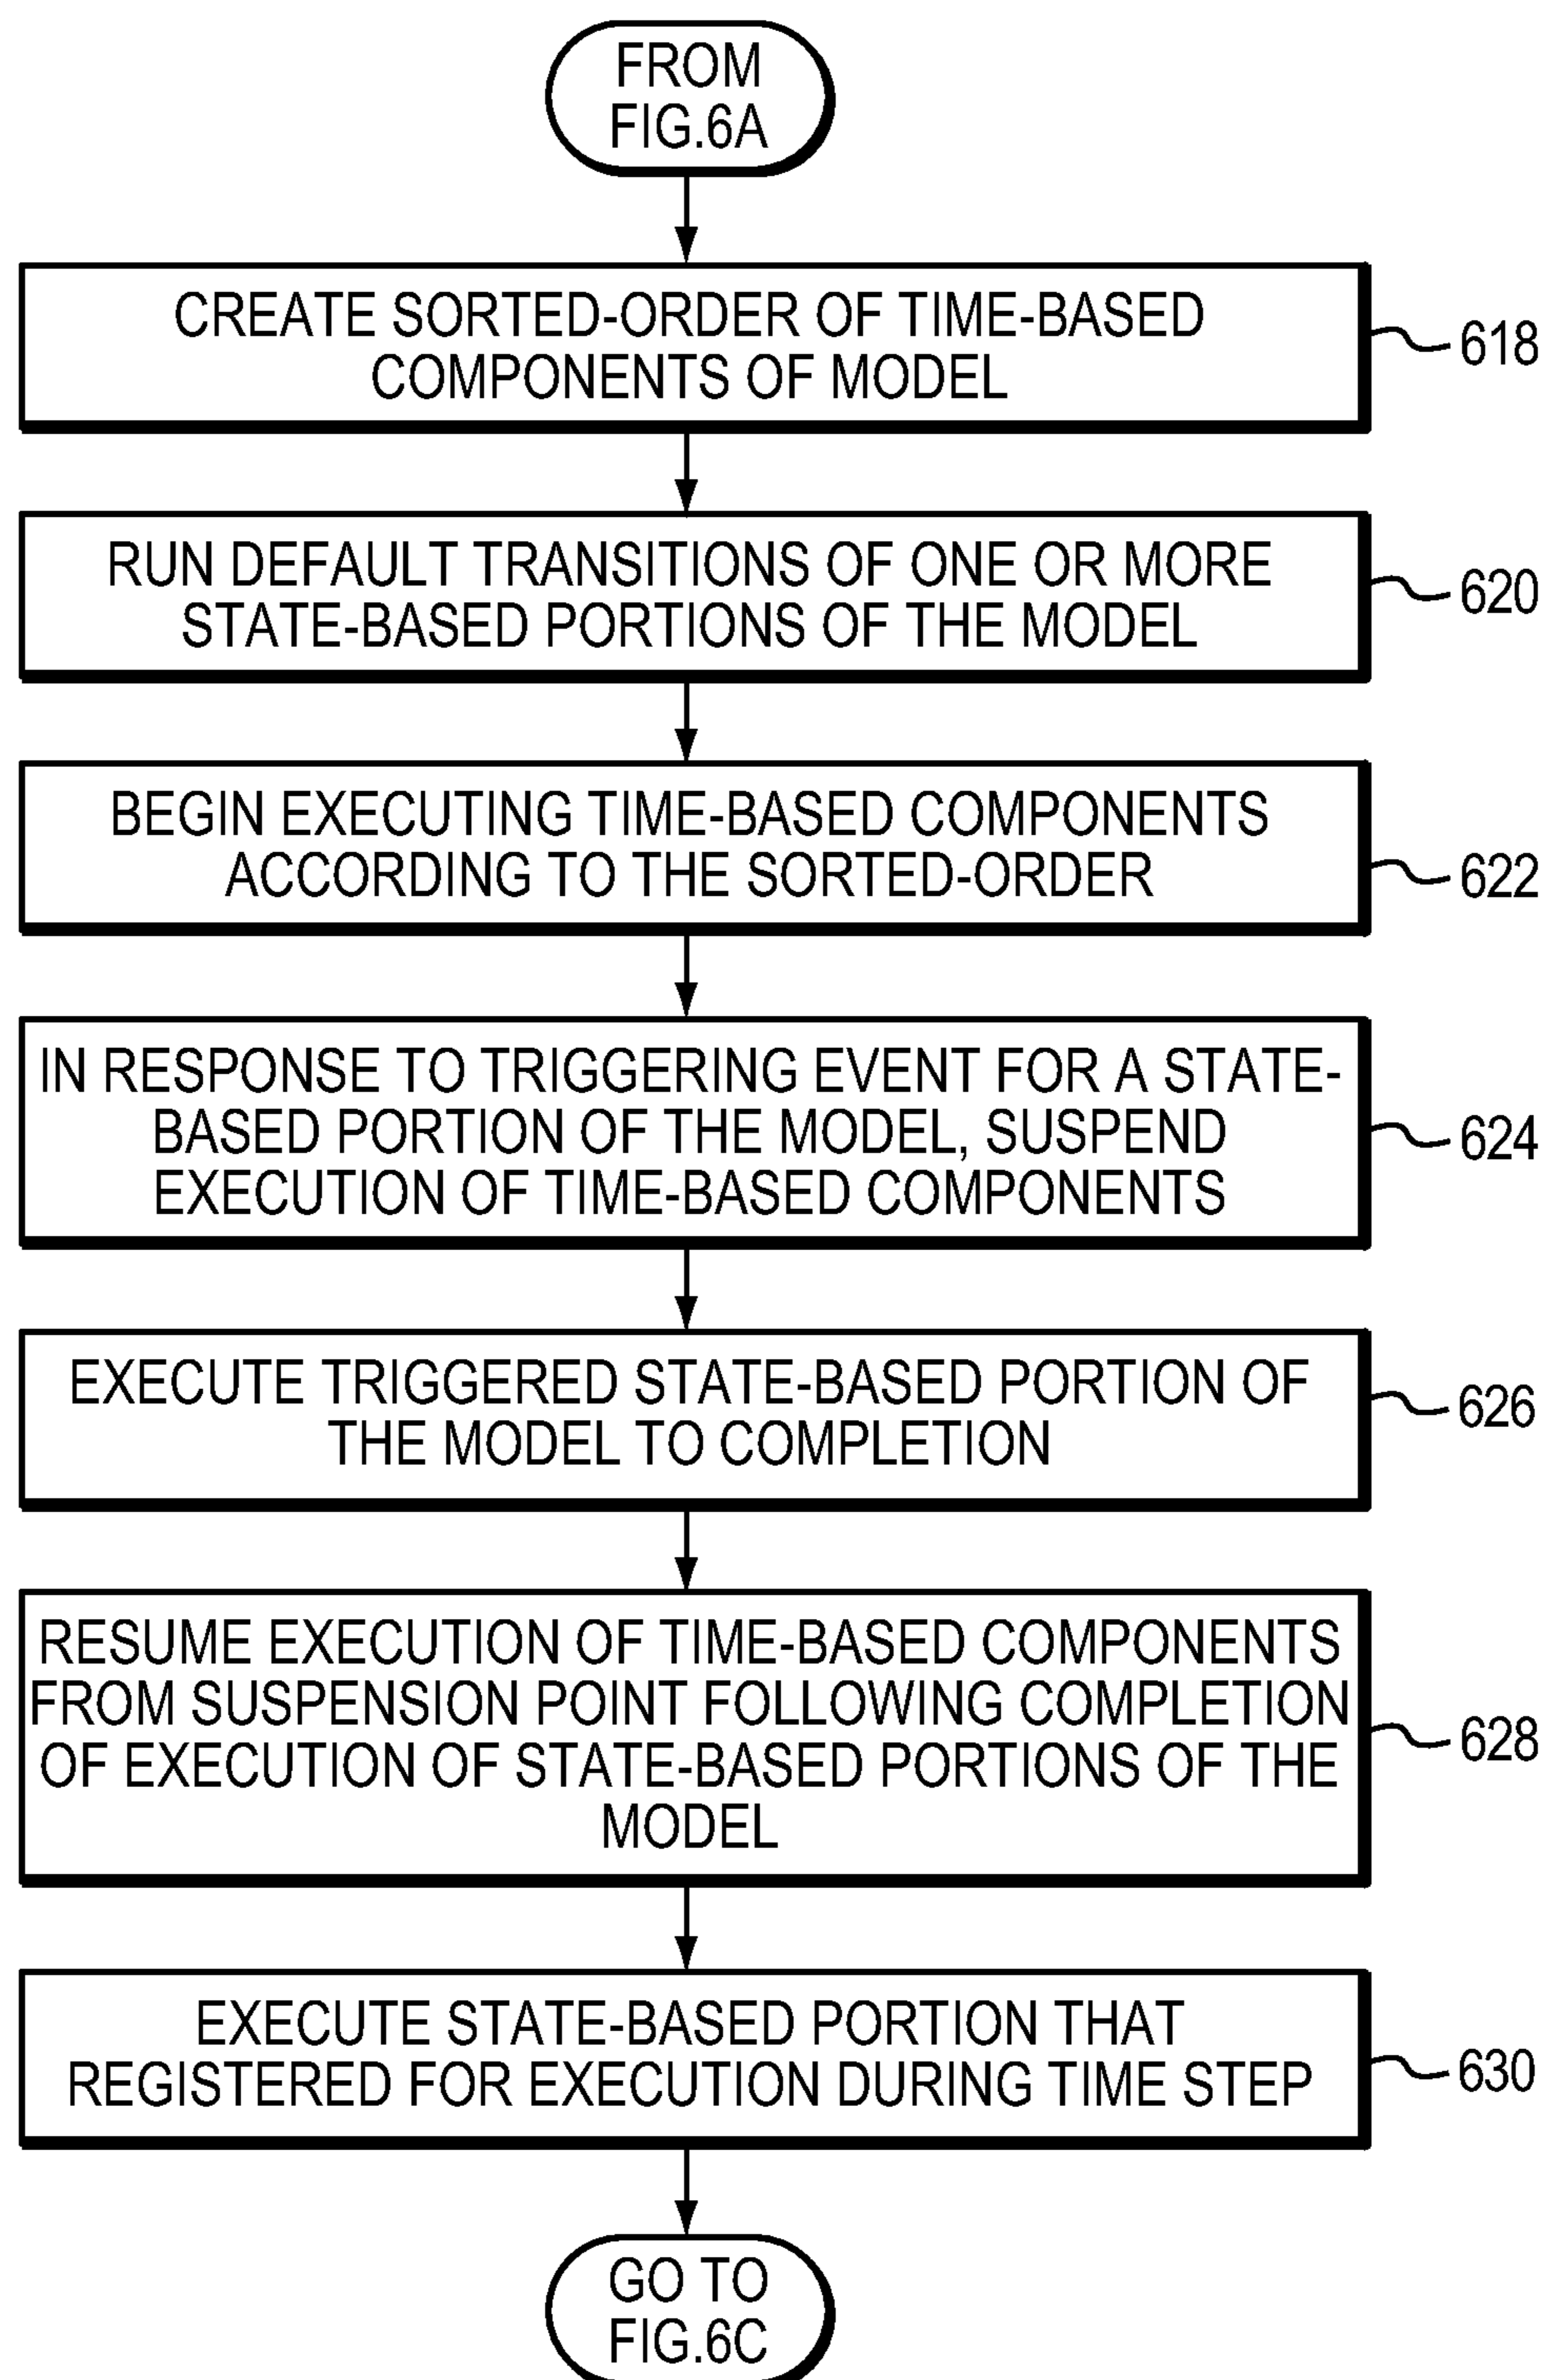 FROM
FIG.6A
CREATE SORTED-ORDER OF TIME-BASED
COMPONENTS OF MODEL
618
RUN DEFAULT TRANSITIONS OF ONE OR MORE
STATE-BASED PORTIONS OF THE MODEL
620
BEGIN EXECUTING TIME-BASED COMPONENTS
ACCORDING TO THE SORTED-ORDER
622
IN RESPONSE TO TRIGGERING EVENT FOR A STATE-
BASED PORTION OF THE MODEL, SUSPEND
EXECUTION OF TIME-BASED COMPONENTS
624
EXECUTE TRIGGERED STATE-BASED PORTION OF
THE MODEL TO COMPLETION
626
RESUME EXECUTION OF TIME-BASED COMPONENTS
FROM SUSPENSION POINT FOLLOWING COMPLETION
OF EXECUTION OF STATE-BASED PORTIONS OF THE
MODEL
628
EXECUTE STATE-BASED PORTION THAT
REGISTERED FOR EXECUTION DURING TIME STEP
630
GO TO
FIG.6C